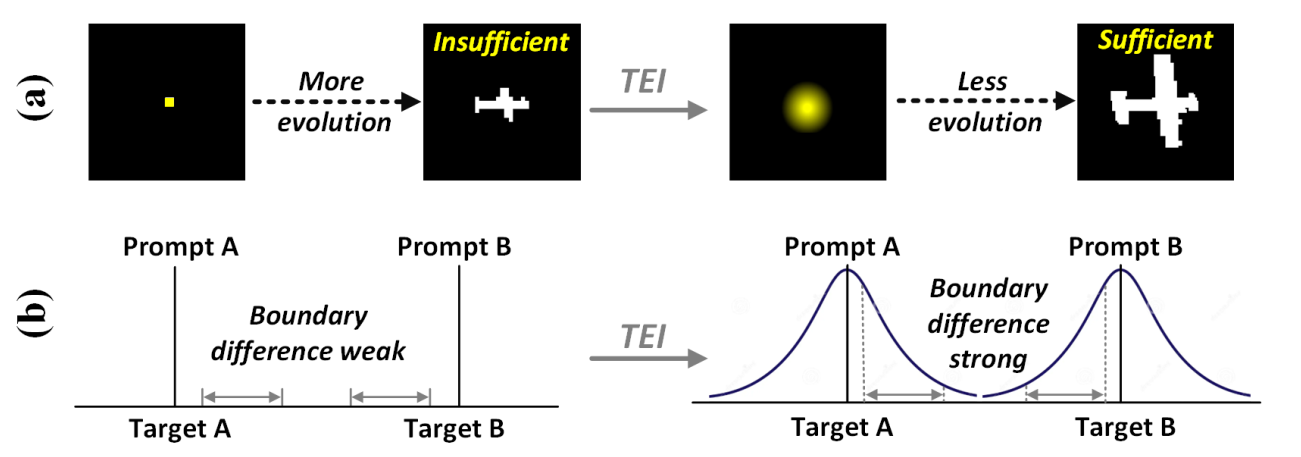 (a)
Insufficient
More
evolution
TEI
Less
evolution
Sufficient
(b)
Prompt A
Prompt B
Boundary
difference weak
Target A
Target B
TEI
Prompt A
Prompt B
Boundary
difference
strong
Target A
Target B